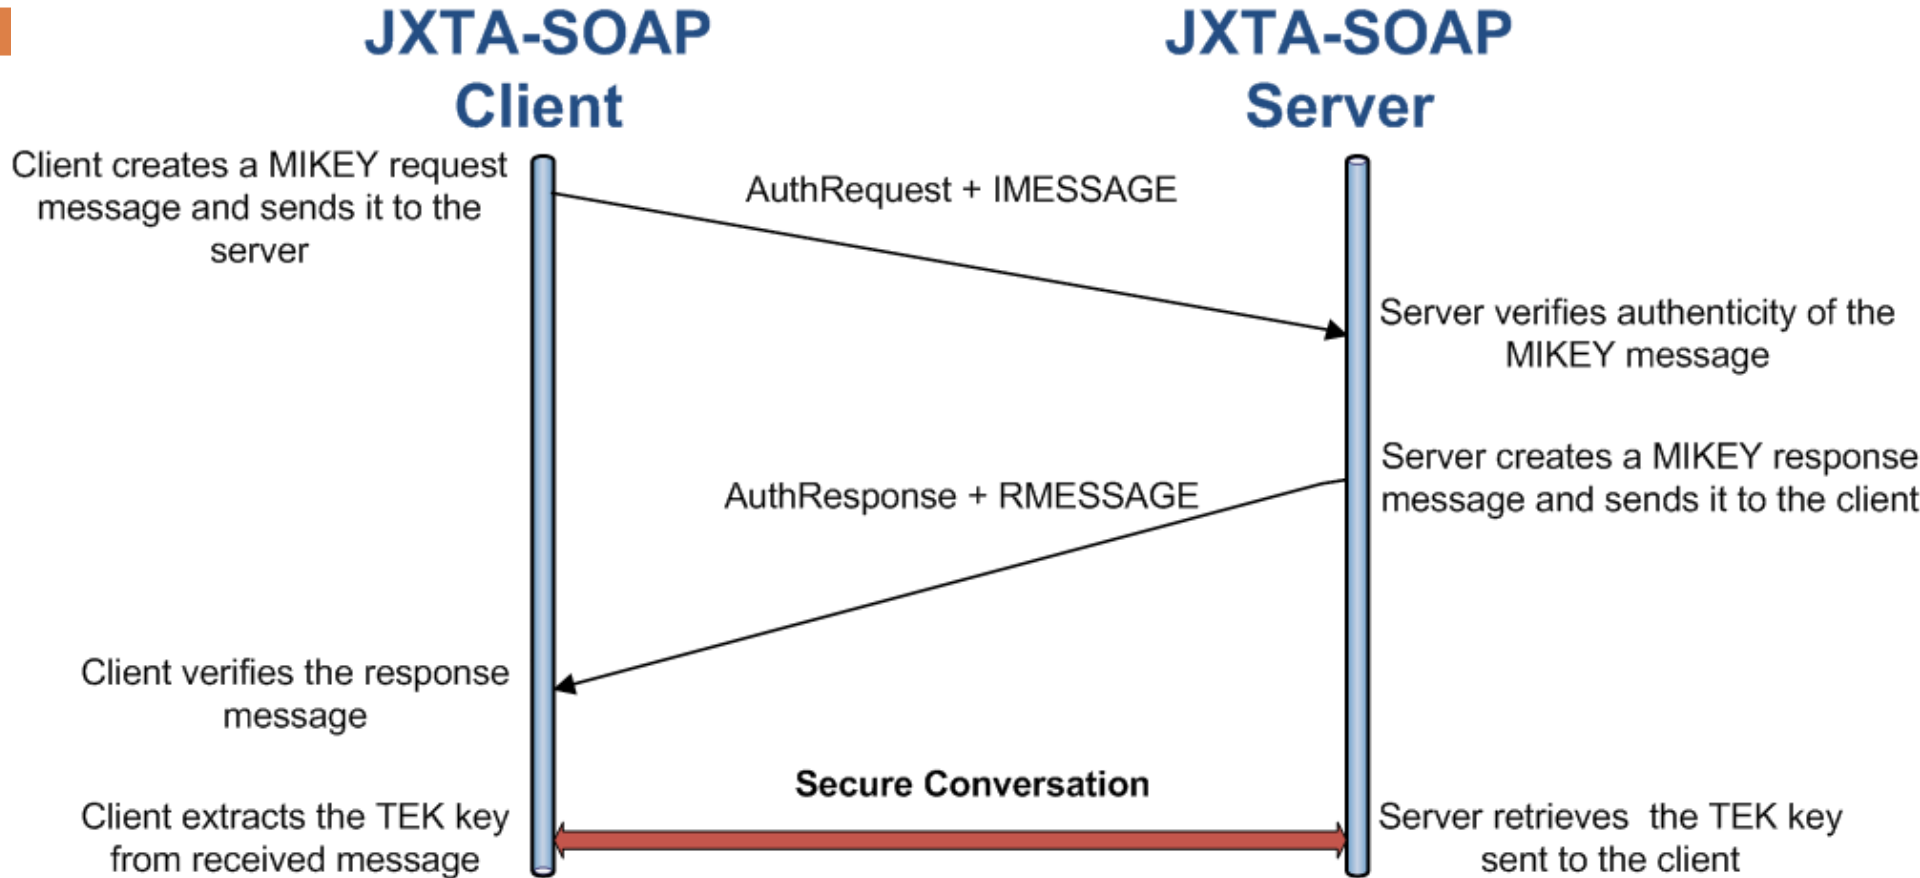 JXTA-SOAP
Client
JXTA-SOAP
Server
Client creates a MIKEY request
message and sends it to the
server
AuthRequest + IMESSAGE
Server verifies authenticity of the
MIKEY message
Server creates a MIKEY response
message and sends it to the client
AuthResponse + RMESSAGE
Client verifies the response
message
Secure Conversation
Client extracts the TEK key
from received message
Server retrieves the TEK key
sent to the client